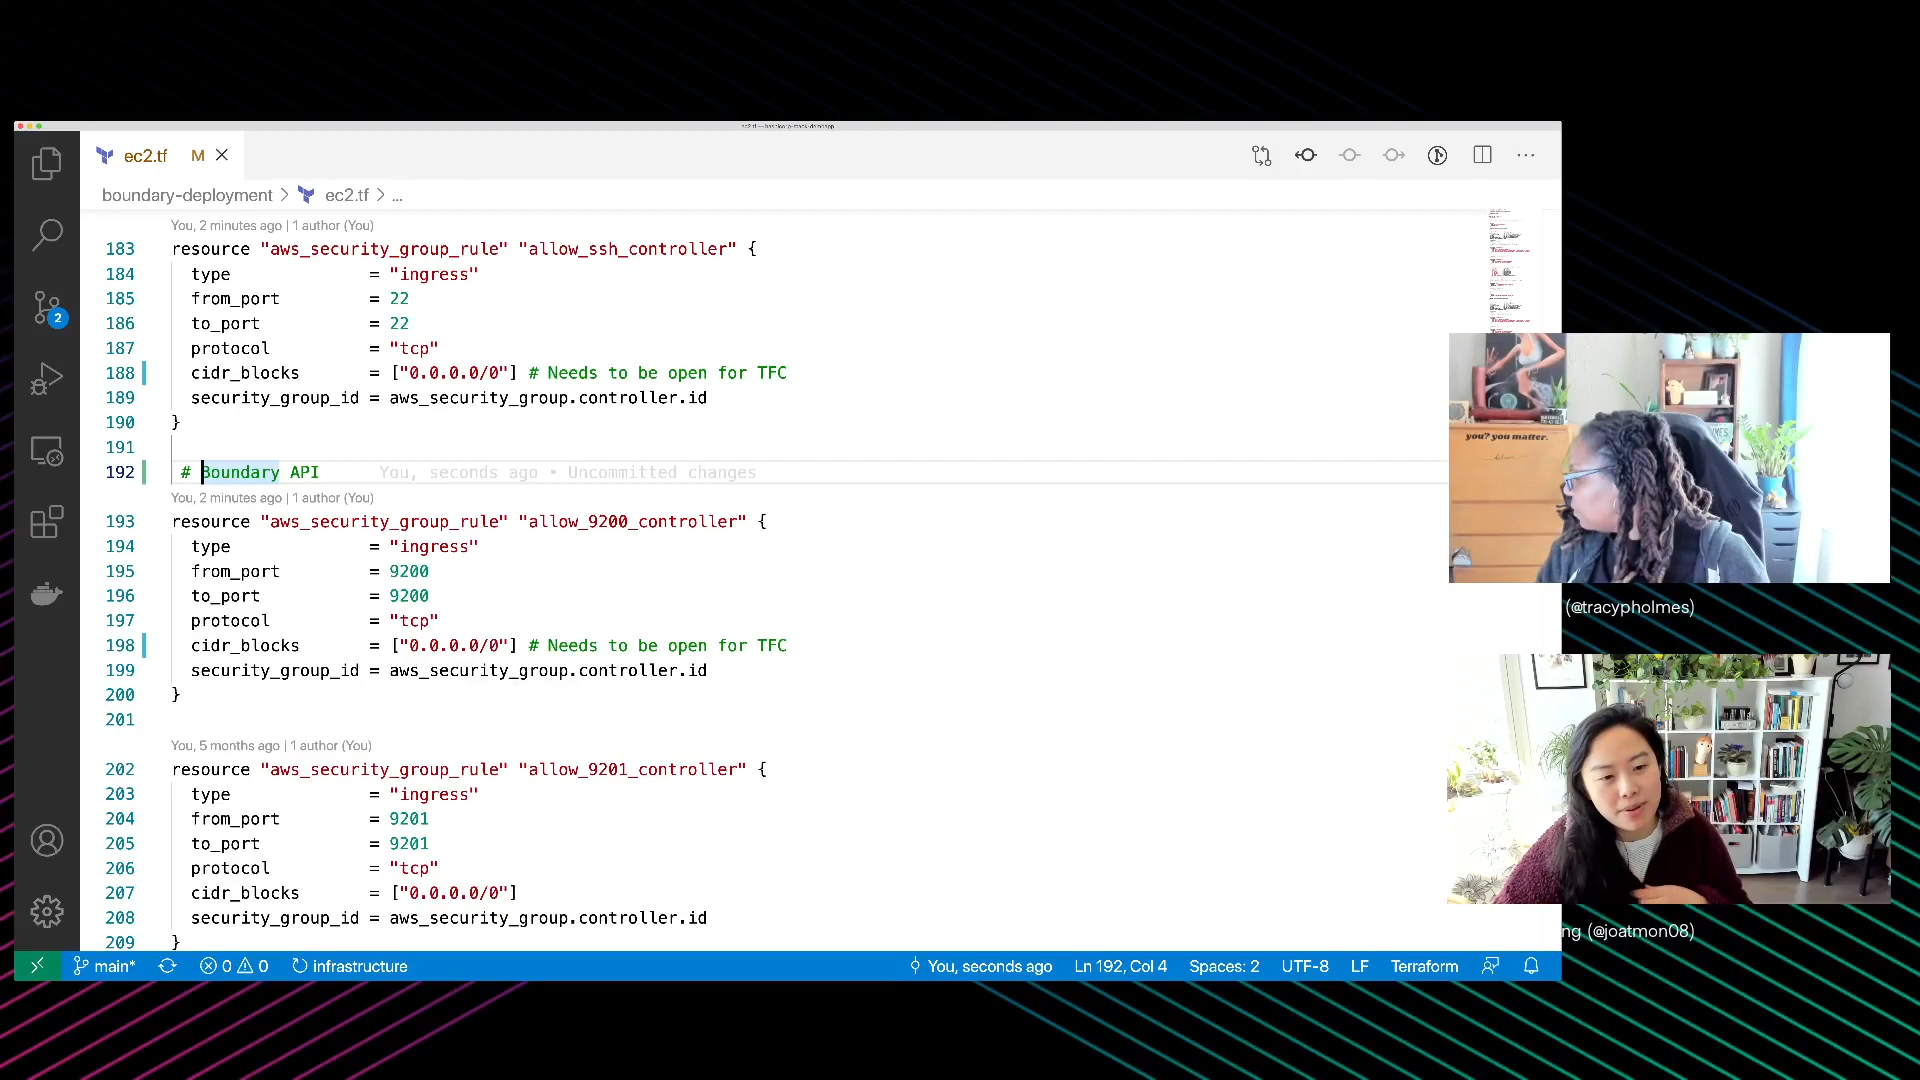 ec2.tf — hashicorp-stack-demoapp
ec2.tf M
boundary-deployment > ec2.tf > ...
You, 2 minutes ago | 1 author (You)
183 resource "aws_security_group_rule" "allow_ssh_controller" {
184 type = "ingress"
185 from_port = 22
186 to_port = 22
187 protocol = "tcp"
188 cidr_blocks = ["0.0.0.0/0"] # Needs to be open for TFC
189 security_group_id = aws_security_group.controller.id
190 }
191
192 # Boundary API You, seconds ago • Uncommitted changes
You, 2 minutes ago | 1 author (You)
193 resource "aws_security_group_rule" "allow_9200_controller" {
194 type = "ingress"
195 from_port = 9200
196 to_port = 9200
197 protocol = "tcp"
198 cidr_blocks = ["0.0.0.0/0"] # Needs to be open for TFC
199 security_group_id = aws_security_group.controller.id
200 }
201
You, 5 months ago | 1 author (You)
202 resource "aws_security_group_rule" "allow_9201_controller" {
203 type = "ingress"
204 from_port = 9201
205 to_port = 9201
206 protocol = "tcp"
207 cidr_blocks = ["0.0.0.0/0"]
208 security_group_id = aws_security_group.controller.id
209 }
2
main* 0 0 infrastructure You, seconds ago Ln 192, Col 4 Spaces: 2 UTF-8 LF Terraform
you? you matter.
(@tracypholmes)
ng (@joatmon08)